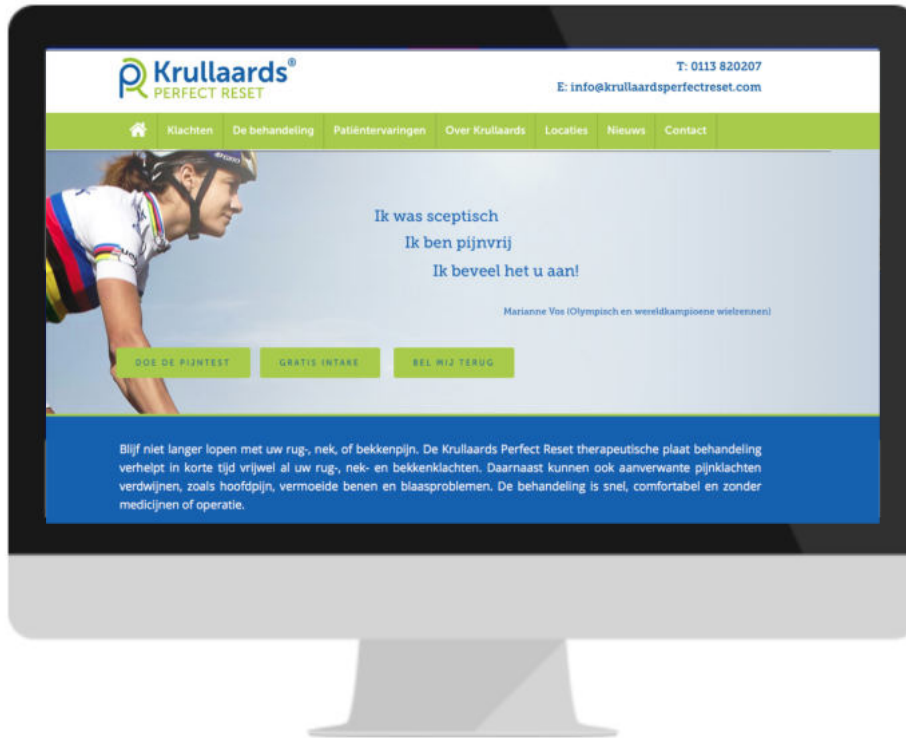 Krullaards®
PERFECT RESET
T: 0113 820207
E: info@krullaardsperfectreset.com
Klachten De behandeling Patiëntervaringen Over Krullaards Locaties Nieuws Contact
Ik was sceptisch
Ik ben pijnvrij
Ik beveel het u aan!
Marianne Vos (Olympisch en wereldkampioene wielrennen)
DOE DE PIJNTEST GRATIS INTAKE BEL MIJ TERUG
Blijf niet langer lopen met uw rug-, nek, of bekkenpijn. De Krullaards Perfect Reset therapeutische plaat behandeling
verhelpt in korte tijd vrijwel al uw rug-, nek- en bekkenklachten. Daarnaast kunnen ook aanverwante pijnklachten
verdwijnen, zoals hoofdpijn, vermoeide benen en blaasproblemen. De behandeling is snel, comfortabel en zonder
medicijnen of operatie.